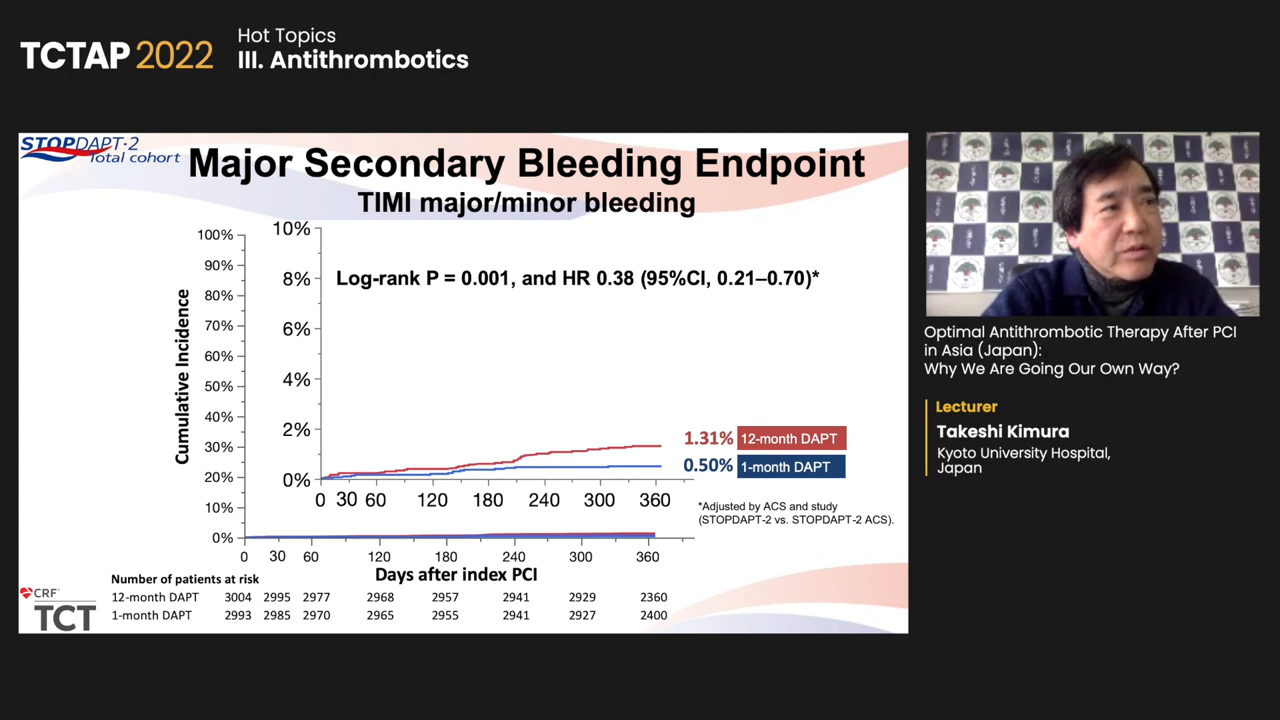 TCTAP 2022
Hot Topics
III. Antithrombotics
STOPDAPT-2
Total cohort
Major Secondary Bleeding Endpoint
TIMI major/minor bleeding
Log-rank P = 0.001, and HR 0.38 (95%CI, 0.21–0.70)*
Cumulative Incidence
100%
90%
80%
70%
60%
50%
40%
30%
20%
10%
0%
10%
8%
6%
4%
2%
0%
0 30 60 120 180 240 300 360
1.31% 12-month DAPT
0.50% 1-month DAPT
*Adjusted by ACS and study
(STOPDAPT-2 vs. STOPDAPT-2 ACS).
0 30 60 120 180 240 300 360
Days after index PCI
Number of patients at risk
12-month DAPT 3004 2995 2977 2968 2957 2941 2929 2360
1-month DAPT 2993 2985 2970 2965 2955 2941 2927 2400
CRF
TCT
Optimal Antithrombotic Therapy After PCI
in Asia (Japan):
Why We Are Going Our Own Way?
Lecturer
Takeshi Kimura
Kyoto University Hospital,
Japan